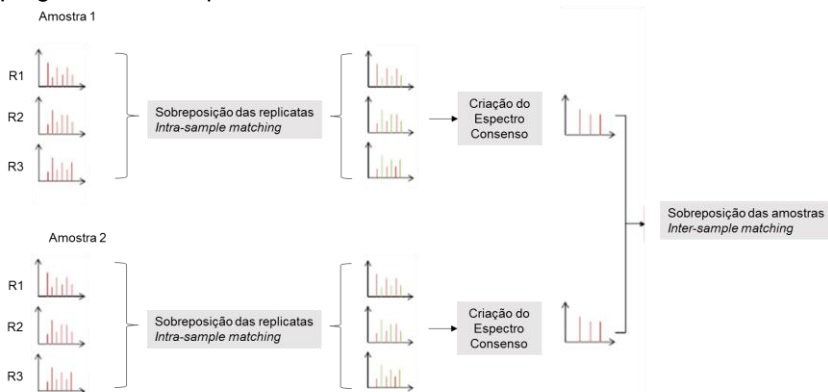 Amostra 1
R1
R2
R3
Sobreposição das replicatas
Intra-sample matching
Criação do
Espectro
Consenso
Sobreposição das amostras
Inter-sample matching
Amostra 2
R1
R2
R3
Sobreposição das replicatas
Intra-sample matching
Criação do
Espectro
Consenso